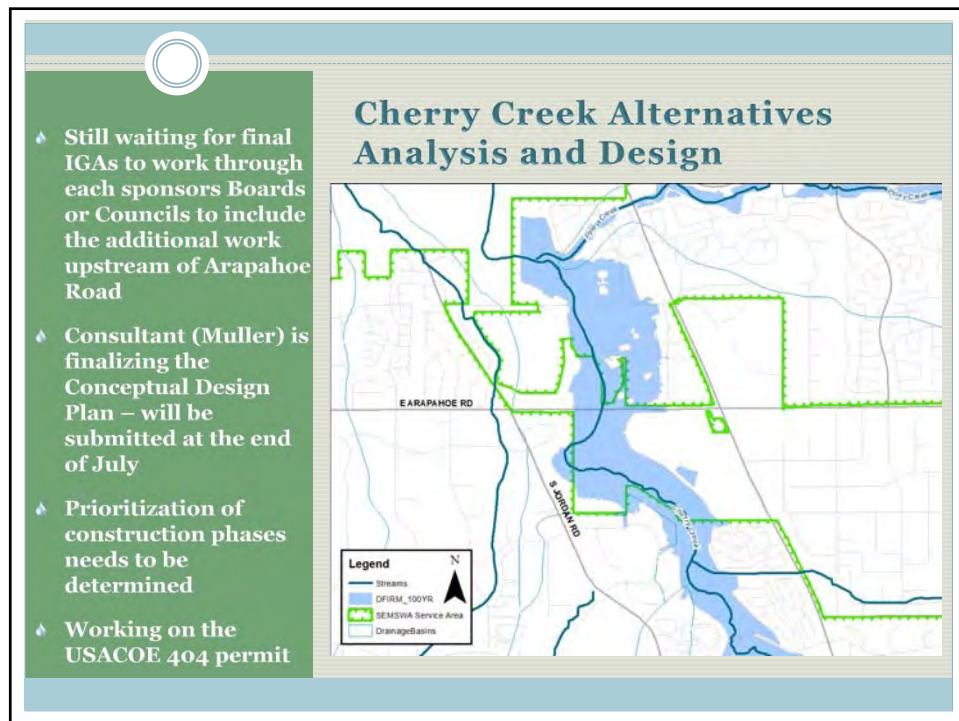 Cherry Creek Alternatives
Analysis and Design
Still waiting for final
IGAs to work through
each sponsors Boards
or Councils to include
the additional work
upstream of Arapahoe
Road
Consultant (Muller) is
finalizing the
Conceptual Design
Plan – will be
submitted at the end
of July
Prioritization of
construction phases
needs to be
determined
Working on the
USACOE 404 permit
E ARAPAHOE RD
S JORDAN RD
Legend
N
Streams
DFIRM_100YR
SEMSWA Service Area
DrainageBasins